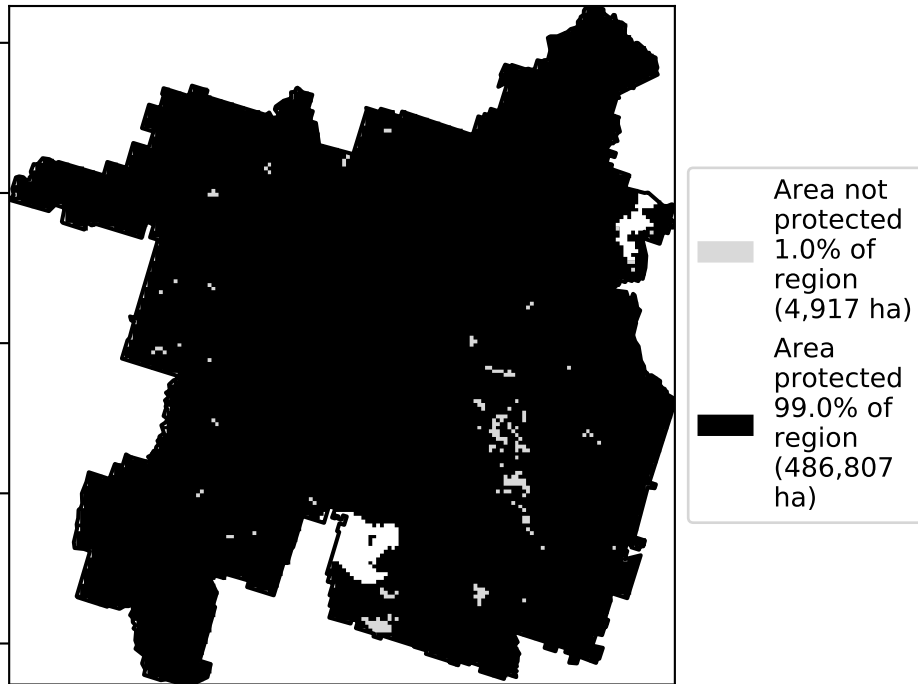 Area not
protected
1.0% of
region
(4,917 ha)
Area
protected
99.0% of
region
(486,807
ha)